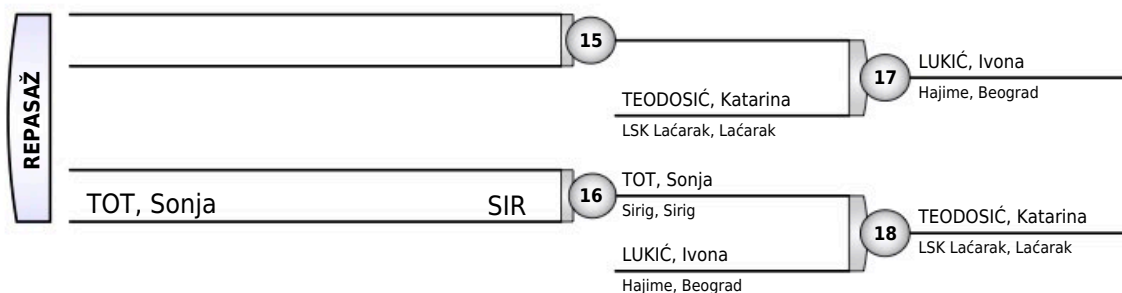 REPASAŽ
15
TEODOSIĆ, Katarina
LSK Laćarak, Laćarak
17
LUKIĆ, Ivona
Hajime, Beograd
TOT, Sonja SIR
16
TOT, Sonja
Sirig, Sirig
LUKIĆ, Ivona
Hajime, Beograd
18
TEODOSIĆ, Katarina
LSK Laćarak, Laćarak